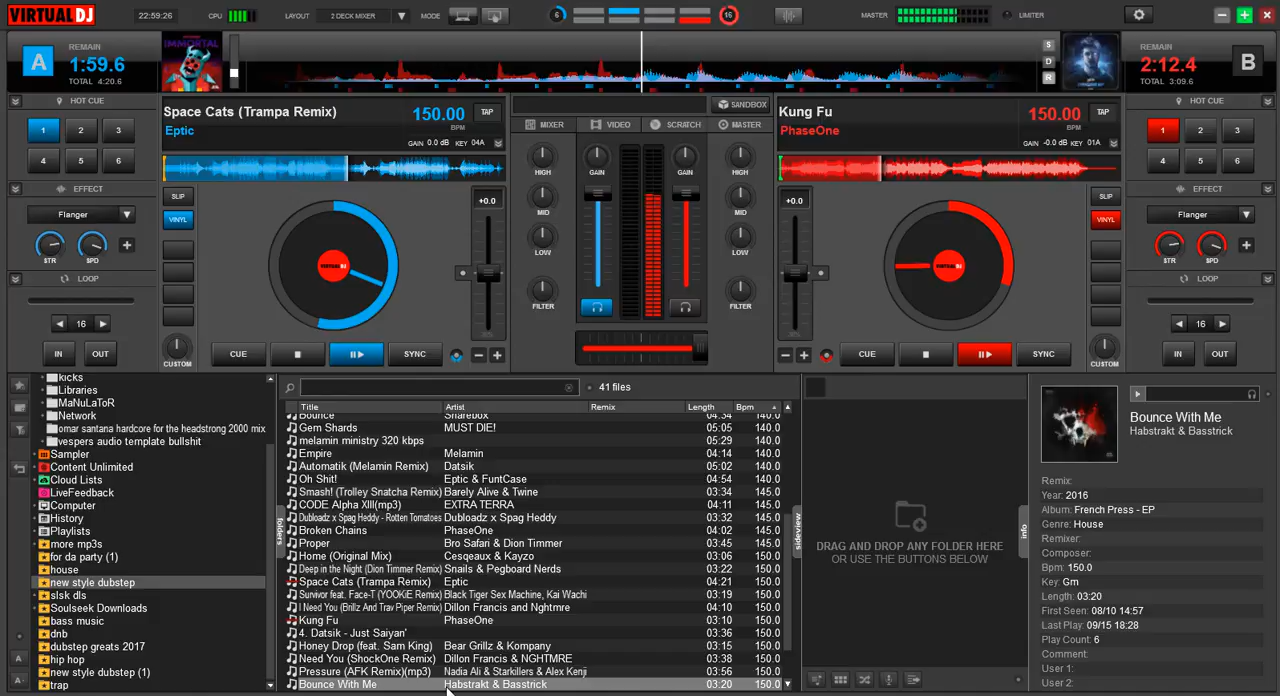 VIRTUAL DJ
22:59:26
CPU
LAYOUT 2 DECK MIXER
MODE
6
16
MASTER
LIMITER
A
REMAIN
1:59.6
TOTAL 4:20.6
IMMORTAL
S
D
R
REMAIN
2:12.4
TOTAL 3:09.6
B
HOT CUE
1 2 3
4 5 6
EFFECT
Flanger
STR SPD
LOOP
16
IN OUT
Space Cats (Trampa Remix)
Eptic
150.00
BPM
TAP
GAIN 0.0 dB KEY 04A
SLIP
VINYL
CUSTOM
VIRTUAL DJ
+0.0
CUE
SYNC
SANDBOX
MIXER VIDEO SCRATCH MASTER
HIGH
MID
LOW
FILTER
GAIN
GAIN
HIGH
MID
LOW
FILTER
Kung Fu
PhaseOne
150.00
BPM
TAP
GAIN -0.0 dB KEY 01A
+0.0
VIRTUAL DJ
SLIP
VINYL
CUSTOM
CUE
SYNC
HOT CUE
1 2 3
4 5 6
EFFECT
Flanger
STR SPD
LOOP
16
IN OUT
kicks
Libraries
MaNuLaToR
Network
omar santana hardcore for the headstrong 2000 mix
vespers audio template bullshit
Sampler
Content Unlimited
Cloud Lists
LiveFeedback
Computer
History
Playlists
more mp3s
for da party (1)
house
new style dubstep
slsk dls
Soulseek Downloads
bass music
dnb
dubstep greats 2017
hip hop
new style dubstep (1)
trap
folders
41 files
Title Artist Remix Length Bpm
Bounce Sharebox 04:54 140.0
Gem Shards MUST DIE! 05:05 140.0
melamin ministry 320 kbps 05:29 140.0
Empire Melamin 04:14 140.0
Automatik (Melamin Remix) Datsik 05:02 140.0
Oh Shit! Eptic & FuntCase 04:54 140.0
Smash! (Trolley Snatcha Remix) Barely Alive & Twine 03:34 145.0
CODE Alpha XIII(mp3) EXTRA TERRA 04:11 145.0
Dubloadz x Spag Heddy - Rotten Tomatoes Dubloadz x Spag Heddy 03:32 145.0
Broken Chains PhaseOne 04:02 145.0
Proper Bro Safari & Dion Timmer 03:10 145.0
Home (Original Mix) Cesqeaux & Kayzo 03:06 150.0
Deep in the Night (Dion Timmer Remix) Snails & Pegboard Nerds 03:22 150.0
Space Cats (Trampa Remix) Eptic 04:21 150.0
Survivor feat. Face-T (YOOKiE Remix) Black Tiger Sex Machine, Kai Wachi 03:19 150.0
I Need You (Brillz And Trav Piper Remix) Dillon Francis and Nghtmre 04:10 150.0
Kung Fu PhaseOne 03:10 150.0
4. Datsik - Just Saiyan' 03:36 150.0
Honey Drop (feat. Sam King) Bear Grillz & Kompany 03:14 150.0
Need You (ShockOne Remix) Dillon Francis & NGHTMRE 04:38 150.0
Pressure (AFK Remix)(mp3) Nadia Ali & Starkillers & Alex Kenji 03:56 150.0
Bounce With Me Habstrakt & Basstrick 03:20 150.0
sideview
DRAG AND DROP ANY FOLDER HERE
OR USE THE BUTTONS BELOW
info
Bounce With Me
Habstrakt & Basstrick
Remix:
Year: 2016
Album: French Press - EP
Genre: House
Remixer:
Composer:
Bpm: 150.0
Key: Gm
Length: 03:20
First Seen: 08/10 14:57
Last Play: 09/15 18:28
Play Count: 6
Comment:
User 1:
User 2: